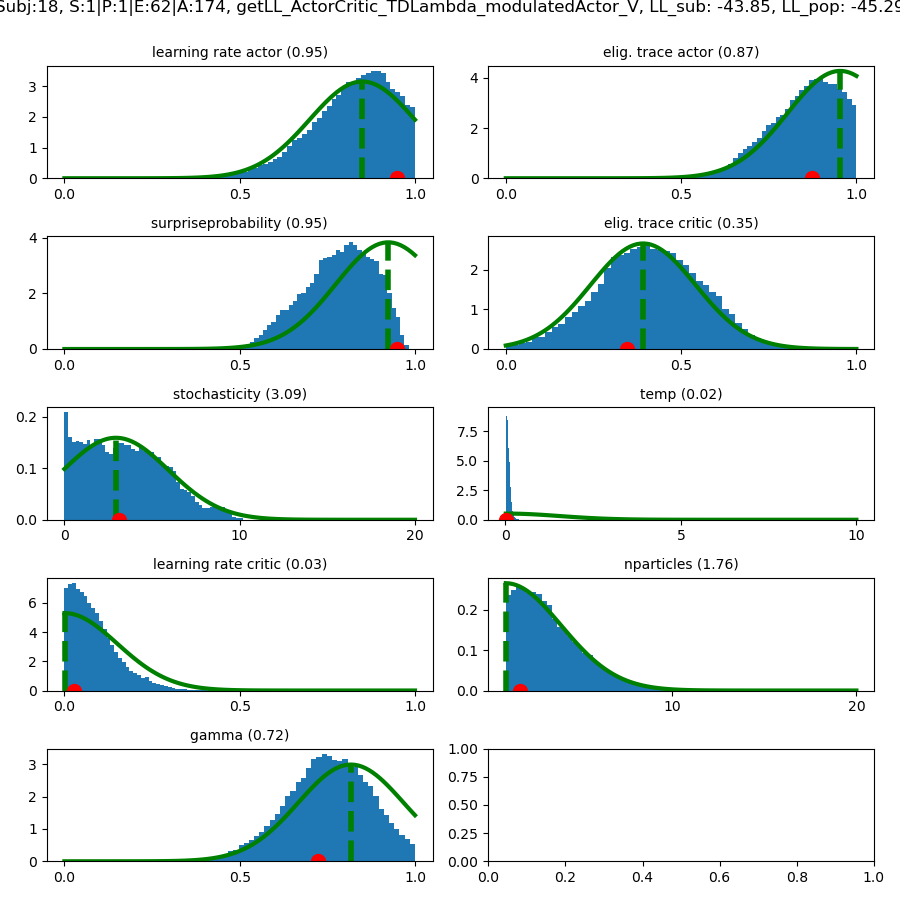 Subj:18, S:1|P:1|E:62|A:174, getLL_ActorCritic_TDLambda_modulatedActor_V, LL_sub: -43.85, LL_pop: -45.29
learning rate actor (0.95)
elig. trace actor (0.87)
3
2
1
0
0.0 0.5 1.0
4
2
0
0.0 0.5 1.0
surpriseprobability (0.95)
elig. trace critic (0.35)
4
2
0
0.0 0.5 1.0
2
1
0
0.0 0.5 1.0
stochasticity (3.09)
temp (0.02)
0.2
0.1
0.0
0 10 20
7.5
5.0
2.5
0.0
0 5 10
learning rate critic (0.03)
nparticles (1.76)
6
4
2
0
0.0 0.5 1.0
0.2
0.1
0.0
10 20
gamma (0.72)
3
2
1
0
0.0 0.5 1.0
1.00
0.75
0.50
0.25
0.00
0.0 0.2 0.4 0.6 0.8 1.0